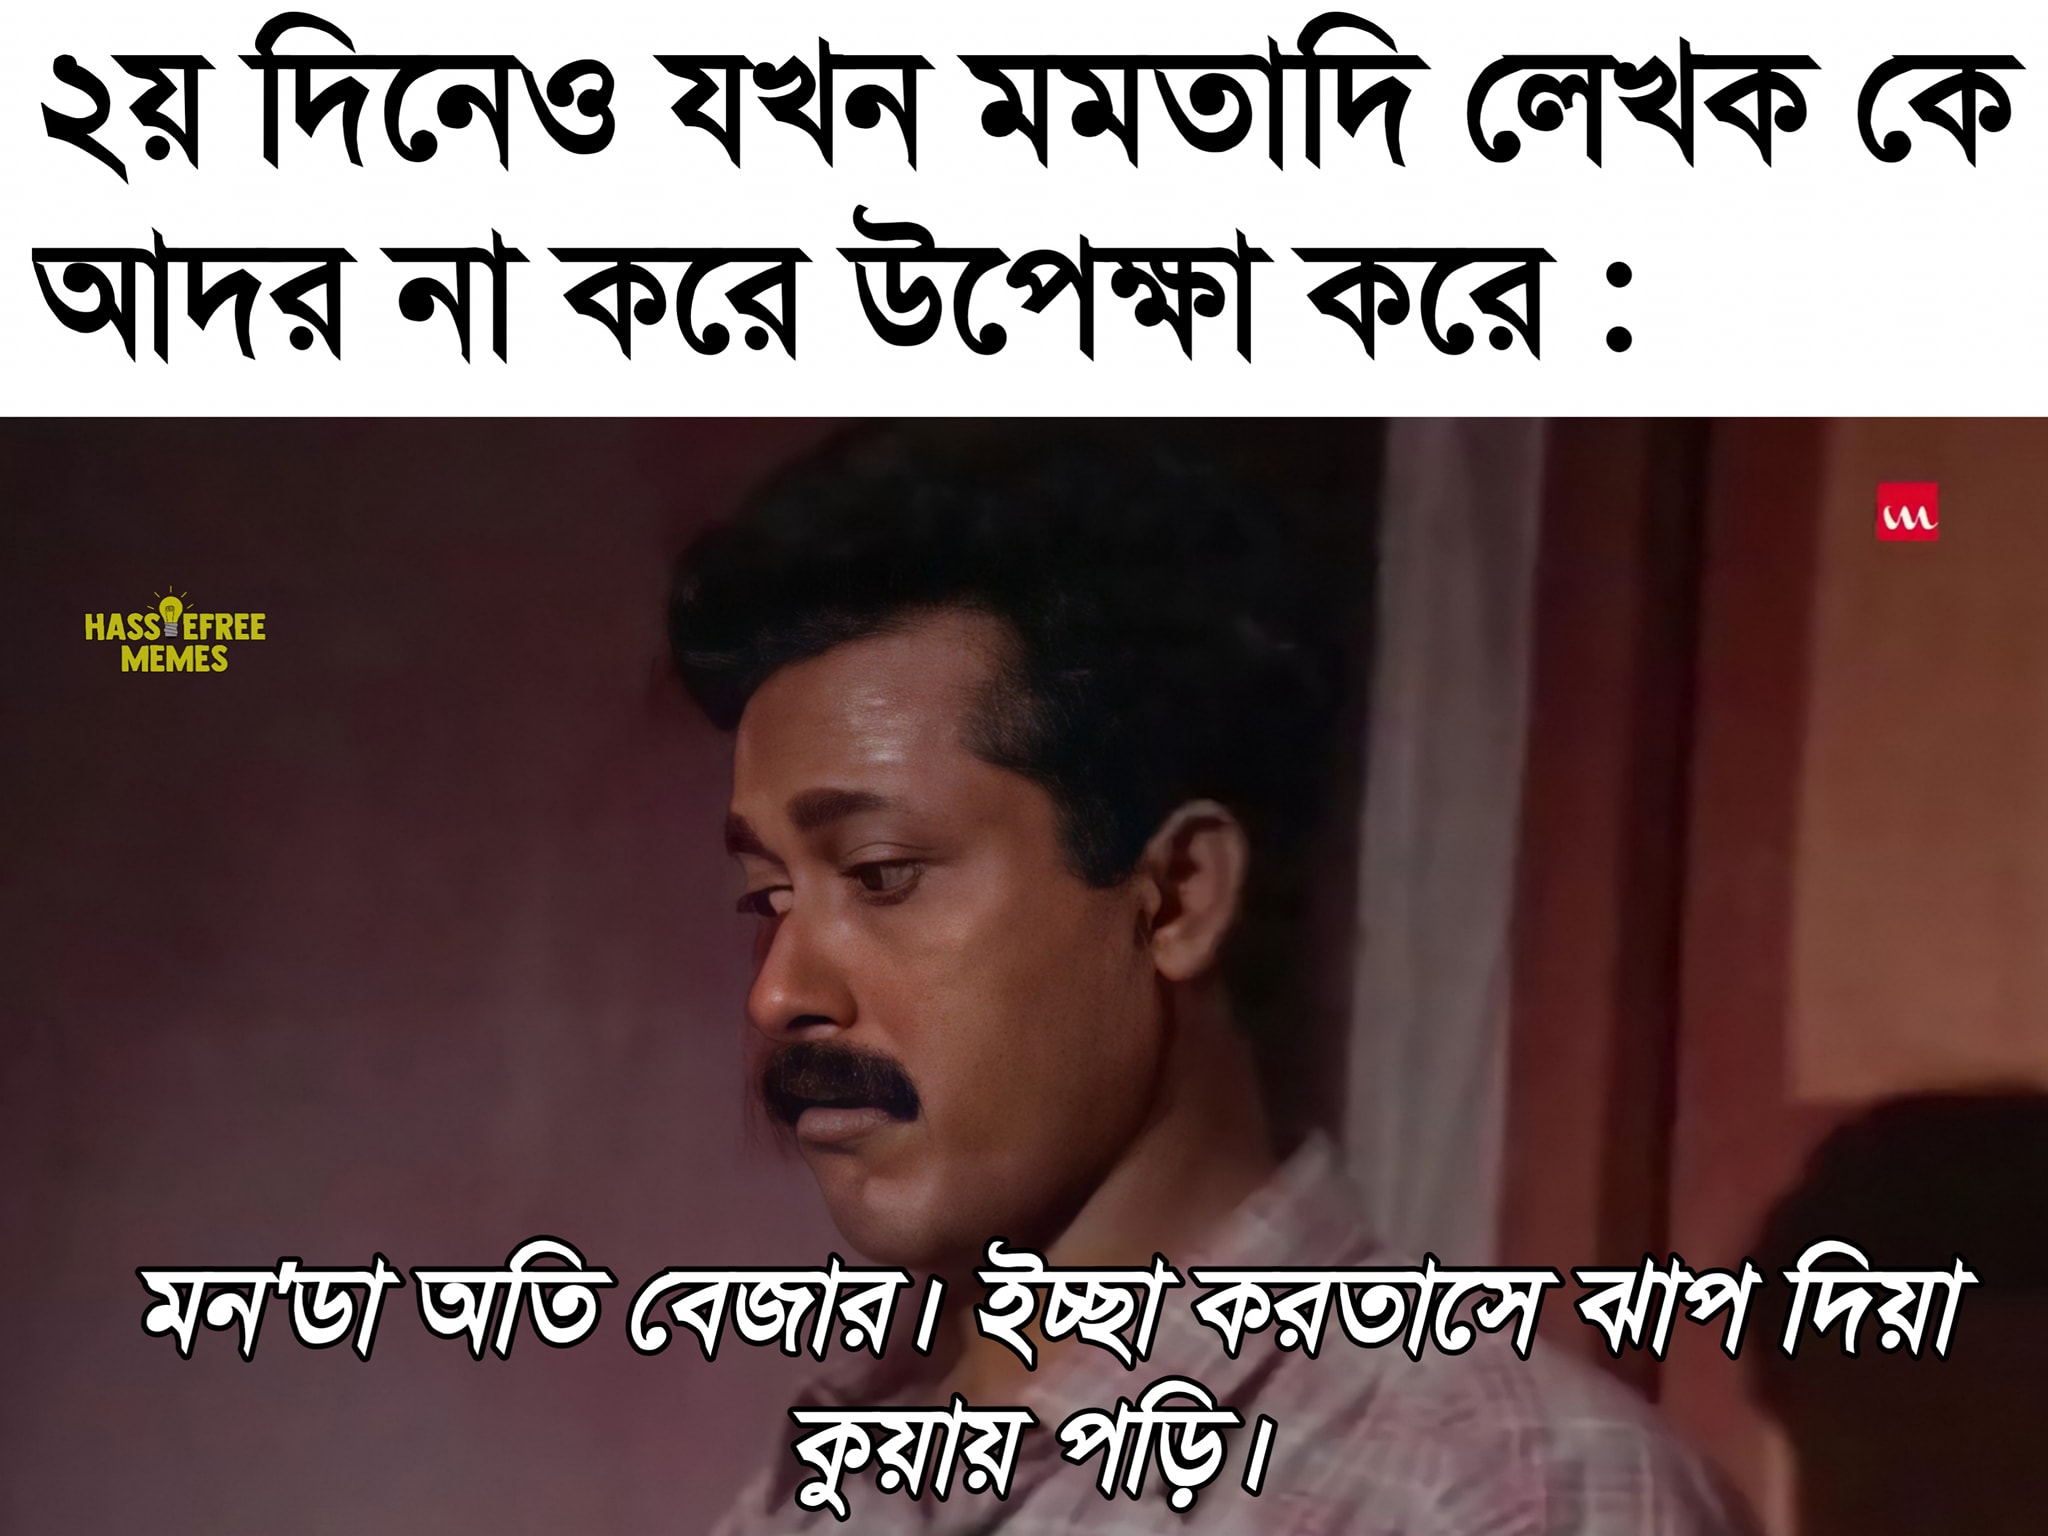 ২য় দিনেও যখন মমতাদি লেখক কে
আদর না করে উপেক্ষা করে :
HASSLEFREE
MEMES
মন'ডা অতি বেজার। ইচ্ছা করতাসে ঝাপ দিয়া
কুয়ায় পড়ি।